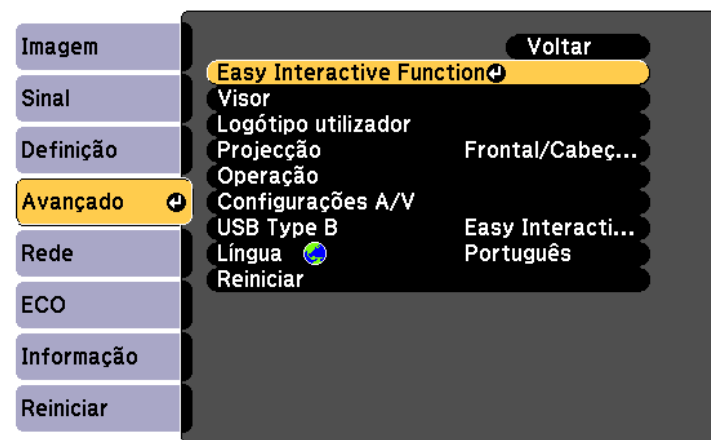 Imagem
Sinal
Definição
Avançado
Rede
ECO
Informação
Reiniciar
Voltar
Easy Interactive Function
Visor
Logótipo utilizador
Projecção Frontal/Cabeç...
Operação
Configurações A/V
USB Type B Easy Interacti...
Língua Português
Reiniciar